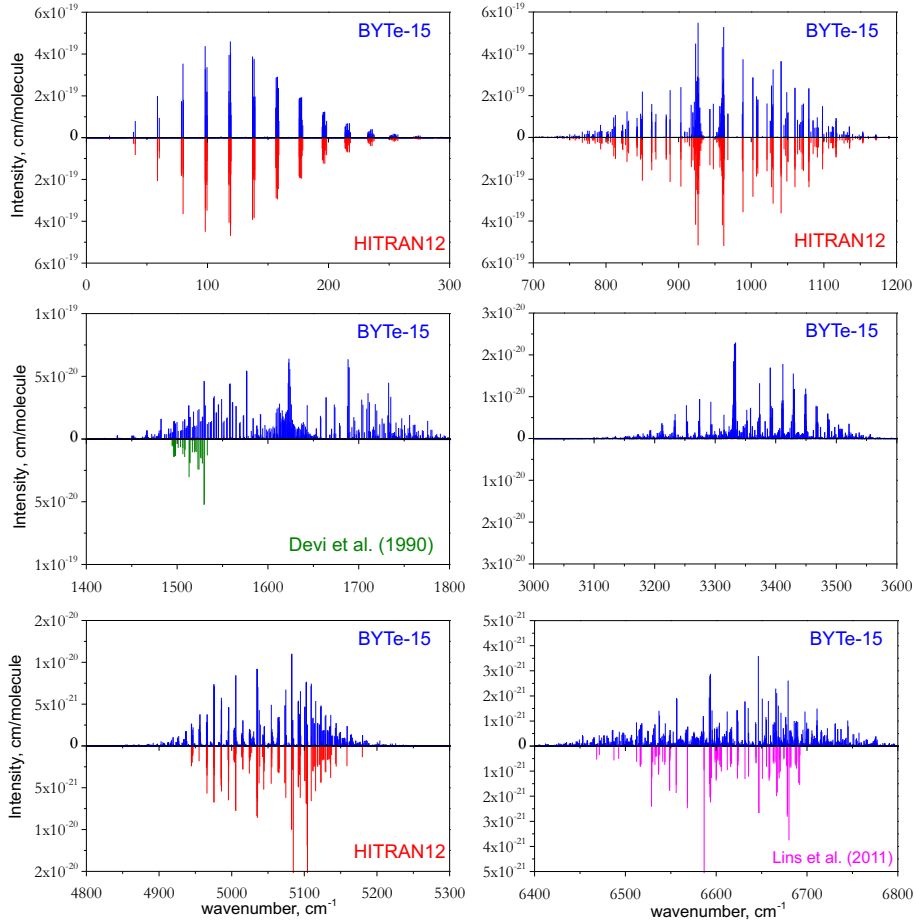 6x10⁻¹⁹
4x10⁻¹⁹
2x10⁻¹⁹
0
2x10⁻¹⁹
4x10⁻¹⁹
6x10⁻¹⁹
Intensity, cm/molecule
BYTe-15
HITRAN12
0 100 200 300
6x10⁻¹⁹
4x10⁻¹⁹
2x10⁻¹⁹
0
2x10⁻¹⁹
4x10⁻¹⁹
6x10⁻¹⁹
BYTe-15
HITRAN12
700 800 900 1000 1100 1200
1x10⁻¹⁹
5x10⁻²⁰
0
5x10⁻²⁰
1x10⁻¹⁹
Intensity, cm/molecule
BYTe-15
Devi et al. (1990)
1400 1500 1600 1700 1800
3x10⁻²⁰
2x10⁻²⁰
1x10⁻²⁰
0
1x10⁻²⁰
2x10⁻²⁰
3x10⁻²⁰
BYTe-15
3000 3100 3200 3300 3400 3500 3600
2x10⁻²⁰
1x10⁻²⁰
5x10⁻²¹
0
5x10⁻²¹
1x10⁻²⁰
2x10⁻²⁰
Intensity, cm/molecule
BYTe-15
HITRAN12
4800 4900 5000 5100 5200 5300
wavenumber, cm⁻¹
5x10⁻²¹
4x10⁻²¹
3x10⁻²¹
2x10⁻²¹
1x10⁻²¹
0
1x10⁻²¹
2x10⁻²¹
3x10⁻²¹
4x10⁻²¹
5x10⁻²¹
BYTe-15
Lins et al. (2011)
6400 6500 6600 6700 6800
wavenumber, cm⁻¹